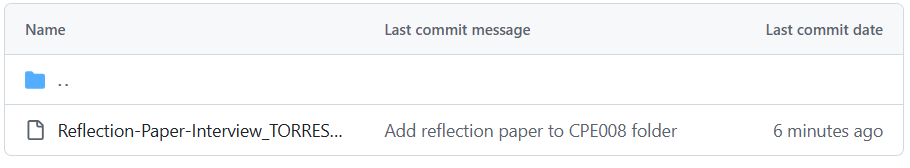 Name Last commit message Last commit date
..
Reflection-Paper-Interview_TORRES... Add reflection paper to CPE008 folder 6 minutes ago